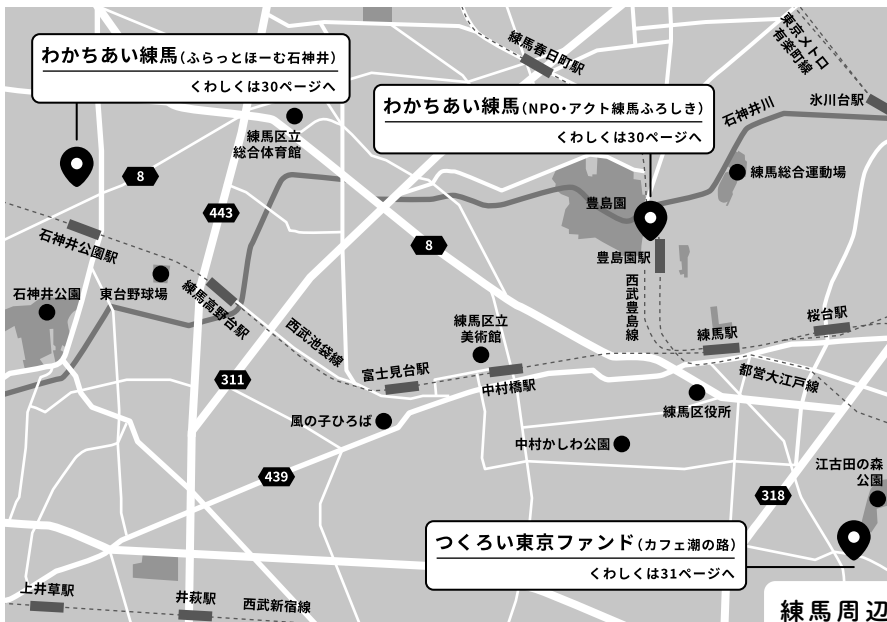 わかちあい練馬(ふらっとほーむ石神井)
くわしくは30ページへ
練馬春日町駅
東京メトロ
有楽町線
氷川台駅
わかちあい練馬(NPO・アクト練馬ふろしき)
くわしくは30ページへ
石神井川
練馬区立
総合体育館
8
練馬総合運動場
443
豊島園
8
石神井公園駅
豊島園駅
石神井公園
東台野球場
練馬高野台駅
西武豊島線
西武池袋線
練馬区立
美術館
練馬駅
桜台駅
富士見台駅
311
中村橋駅
都営大江戸線
風の子ひろば
練馬区役所
中村かしわ公園
439
江古田の森
公園
318
つくろい東京ファンド(カフェ潮の路)
くわしくは31ページへ
上井草駅
井荻駅
西武新宿線
練馬周辺